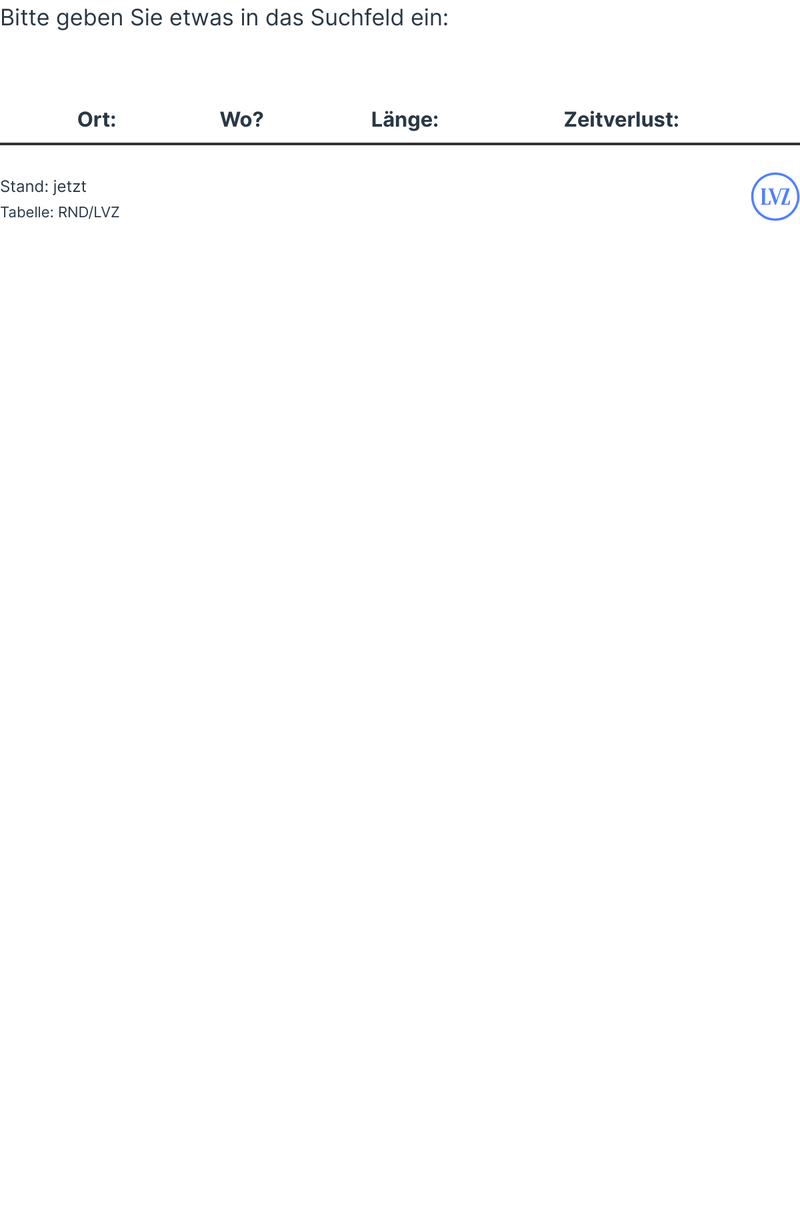 Bitte geben Sie etwas in das Suchfeld ein:
Ort: Wo? Länge: Zeitverlust:
Stand: jetzt
Tabelle: RND/LVZ
LVZ